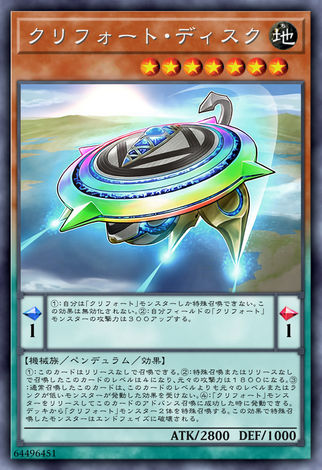 クリフォート・ディスク
地
①：自分は「クリフォート」モンスターしか特殊召喚できない。こ
の効果は無効化されない。②：自分フィールドの「クリフォート」
モンスターの攻撃力は３００アップする。
1
1
【機械族／ペンデュラム／効果】
①：このカードはリリースなしで召喚できる。②：特殊召喚またはリリースなし
で召喚したこのカードのレベルは４になり、元々の攻撃力は１８００になる。③
：通常召喚したこのカードは、このカードのレベルよりも元々のレベルまたはラ
ンクが低いモンスターが発動した効果を受けない。④：「クリフォート」モンスタ
ーをリリースしてこのカードのアドバンス召喚に成功した時に発動できる。
デッキから「クリフォート」モンスター２体を特殊召喚する。この効果で特殊召
喚したモンスターはエンドフェイズに破壊される。
ATK/2800 DEF/1000
64496451